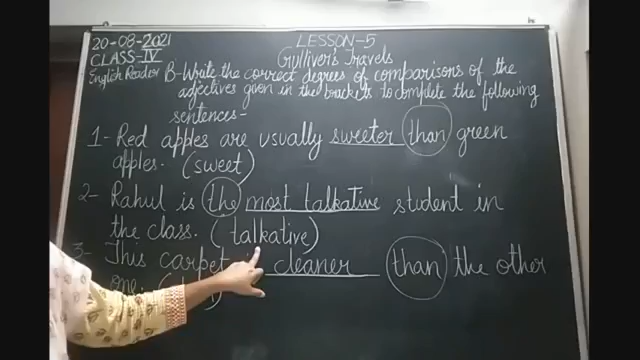 20-08-2021 LESSON-5
CLASS-IV Gulliver's Travels
English Reader B-Write the correct degrees of comparisons of the
adjectives given in the brackets to complete the following
sentences-
1- Red apples are usually sweeter than green
apples. (sweet)
2- Rahul is the most talkative student in
the class. (talkative)
3- This carpet cleaner than the other
one.